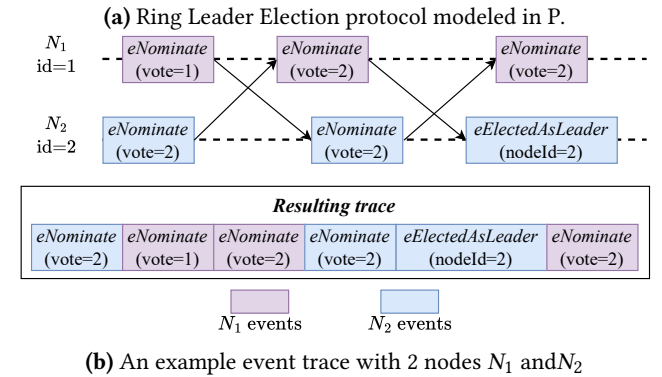 (a) Ring Leader Election protocol modeled in P.
N₁
id=1
eNominate
(vote=1)
eNominate
(vote=2)
eNominate
(vote=2)
N₂
id=2
eNominate
(vote=2)
eNominate
(vote=2)
eElectedAsLeader
(nodeId=2)
Resulting trace
eNominate
(vote=2)
eNominate
(vote=1)
eNominate
(vote=2)
eNominate
(vote=2)
eElectedAsLeader
(nodeId=2)
eNominate
(vote=2)
N₁ events
N₂ events
(b) An example event trace with 2 nodes N₁ andN₂